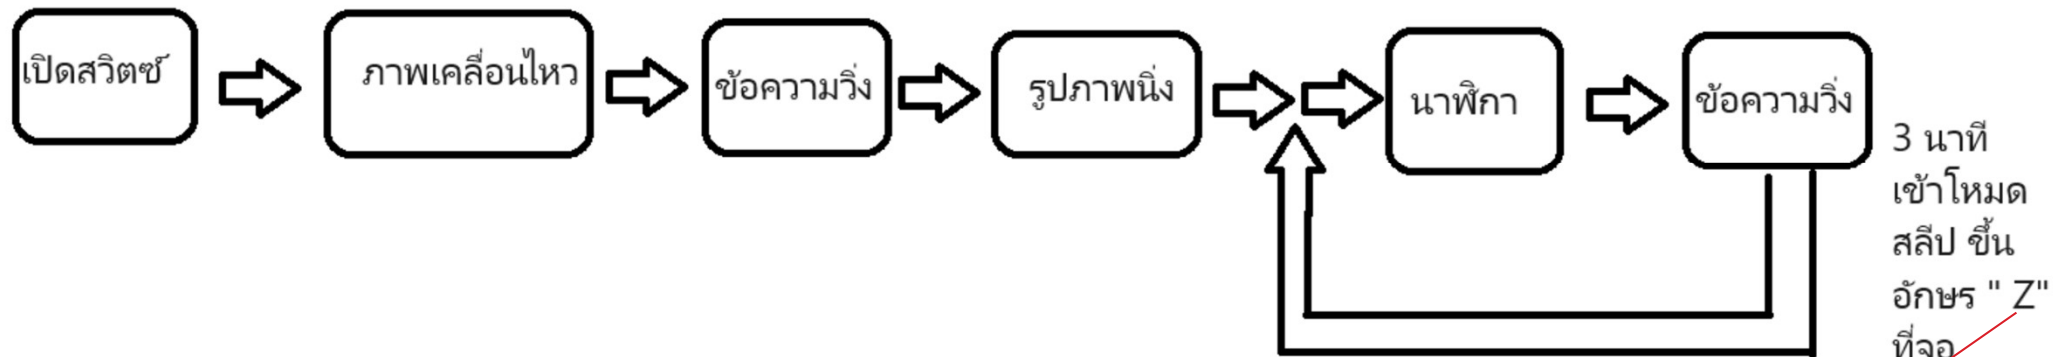 เปิดสวิตซ์
ภาพเคลื่อนไหว
ข้อความวิ่ง
รูปภาพนิ่ง
นาฬิกา
ข้อความวิ่ง
3 นาที
เข้าโหมด
สลีป ขึ้น
อักษร " Z"
ที่จอ